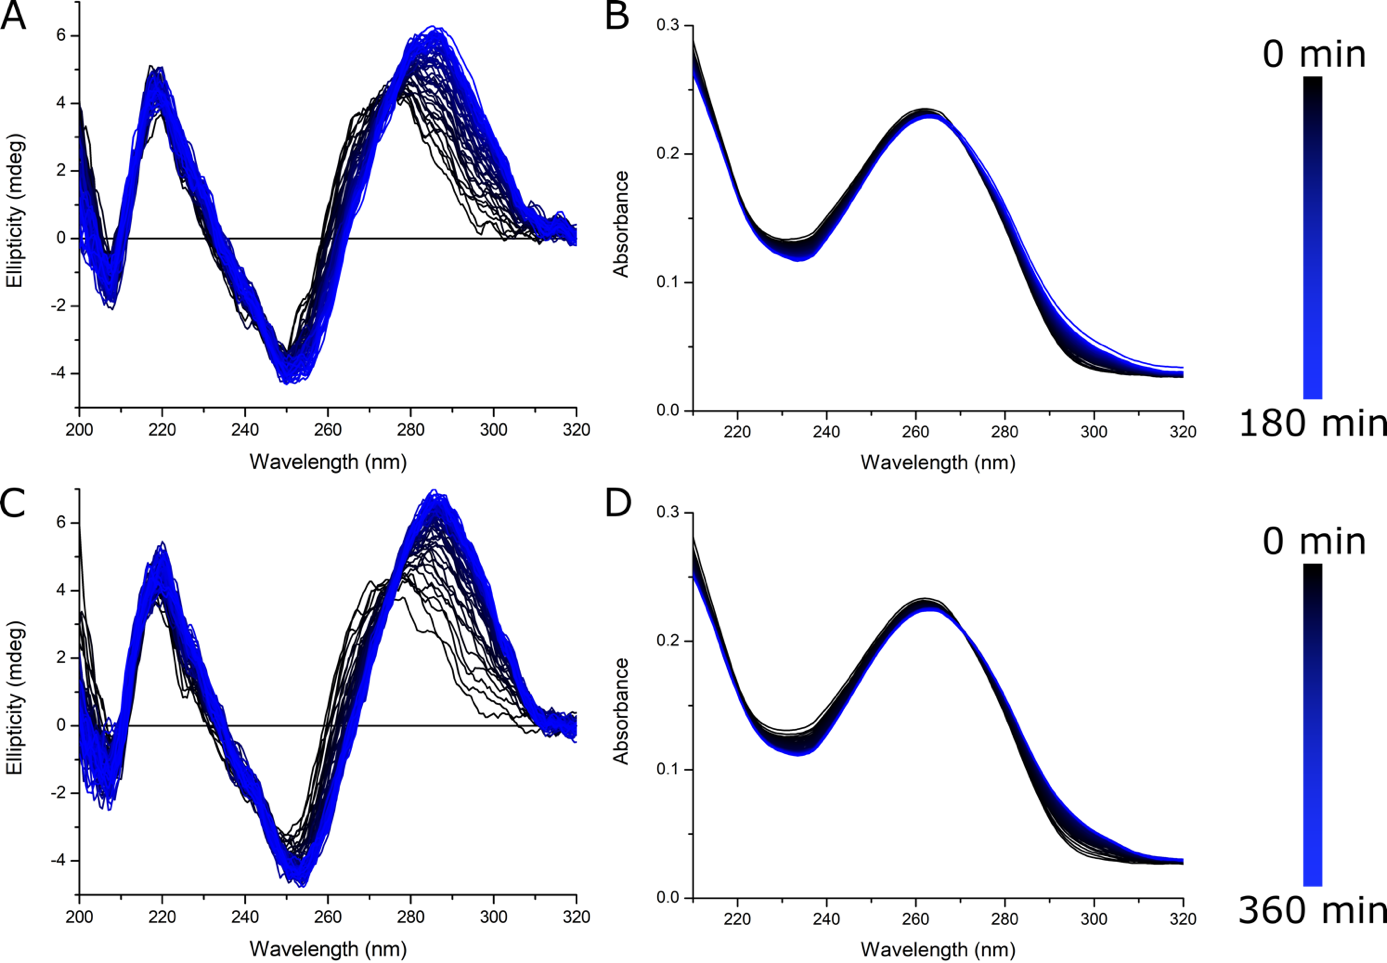 A
6
4
2
0
-2
-4
Ellipticity (mdeg)
200 220 240 260 280 300 320
Wavelength (nm)
B
0.3
0.2
0.1
0.0
Absorbance
220 240 260 280 300 320
Wavelength (nm)
0 min
180 min
C
6
4
2
0
-2
-4
Ellipticity (mdeg)
200 220 240 260 280 300 320
Wavelength (nm)
D
0.3
0.2
0.1
0.0
Absorbance
220 240 260 280 300 320
Wavelength (nm)
0 min
360 min